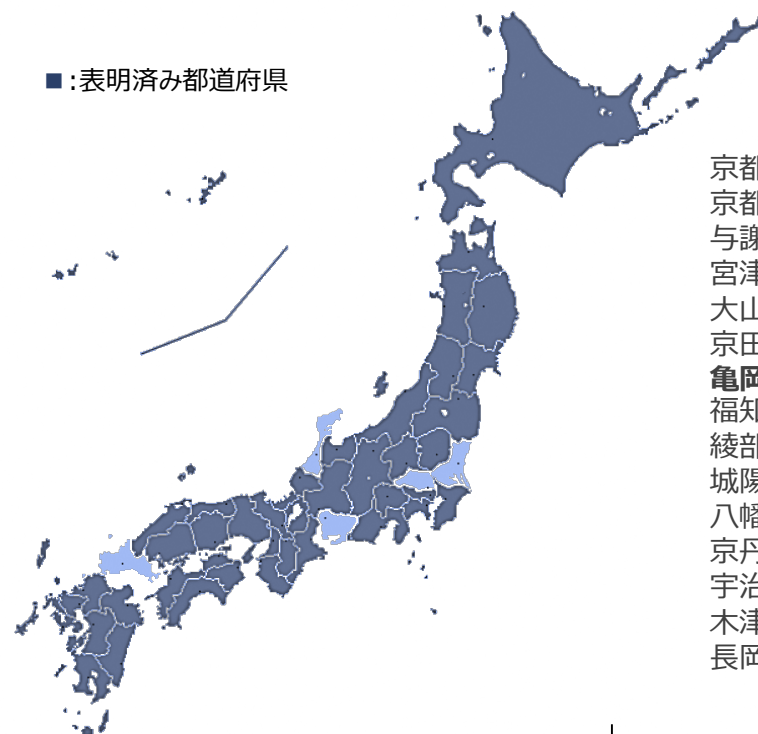 ■:表明済み都道府県
京都
京都
与謝
宮津
大山
京田
亀岡
福知
綾部
城陽
八幡
京丹
宇治
木津
長岡